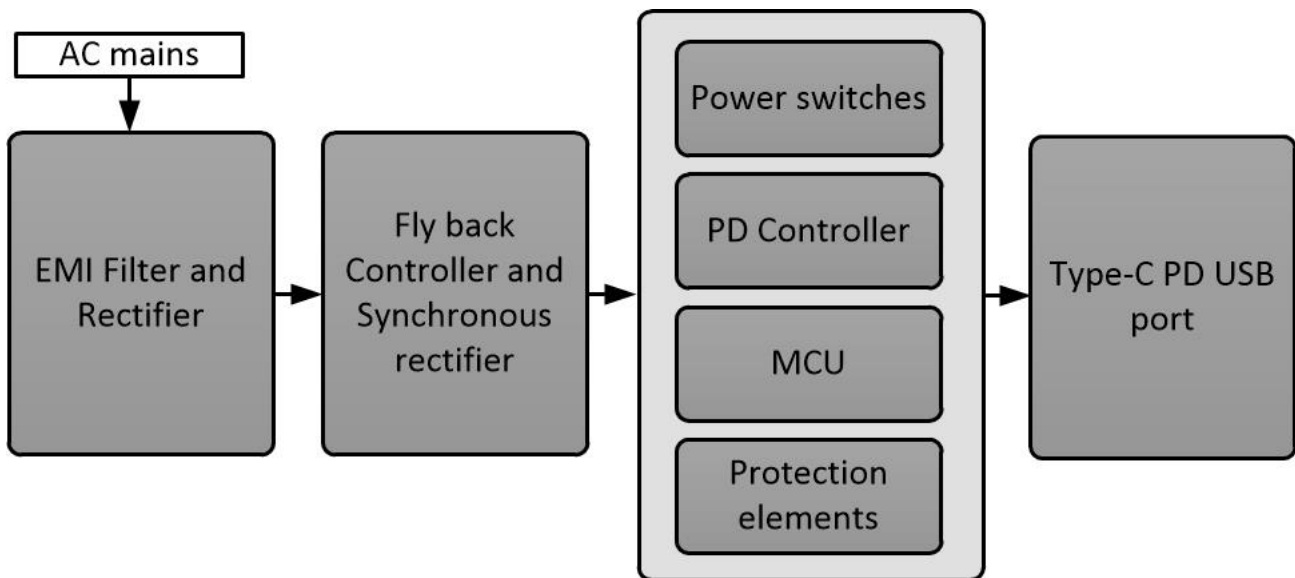 AC mains
EMI Filter and
Rectifier
Fly back
Controller and
Synchronous
rectifier
Power switches
PD Controller
MCU
Protection
elements
Type-C PD USB
port